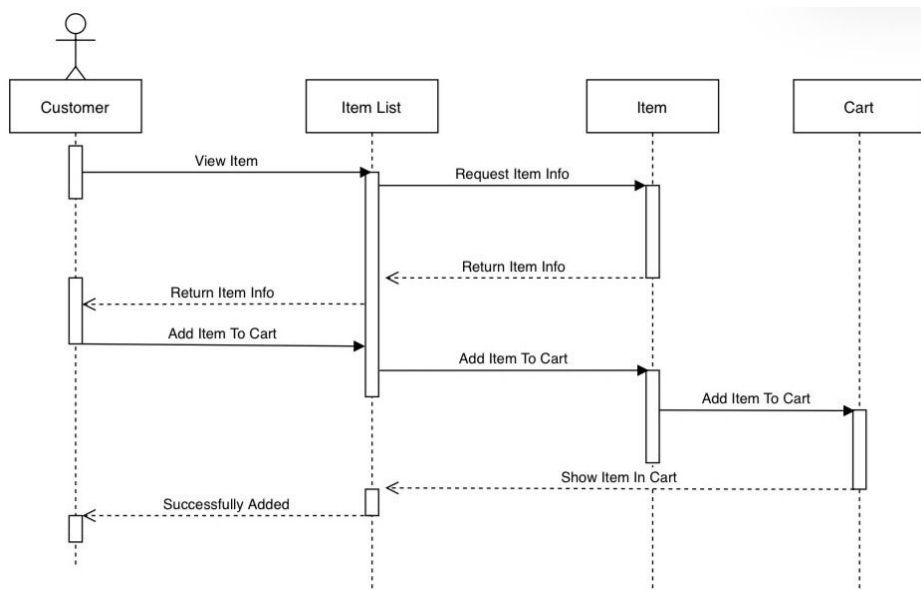 Customer
Item List
Item
Cart
View Item
Request Item Info
Return Item Info
Return Item Info
Add Item To Cart
Add Item To Cart
Add Item To Cart
Show Item In Cart
Successfully Added